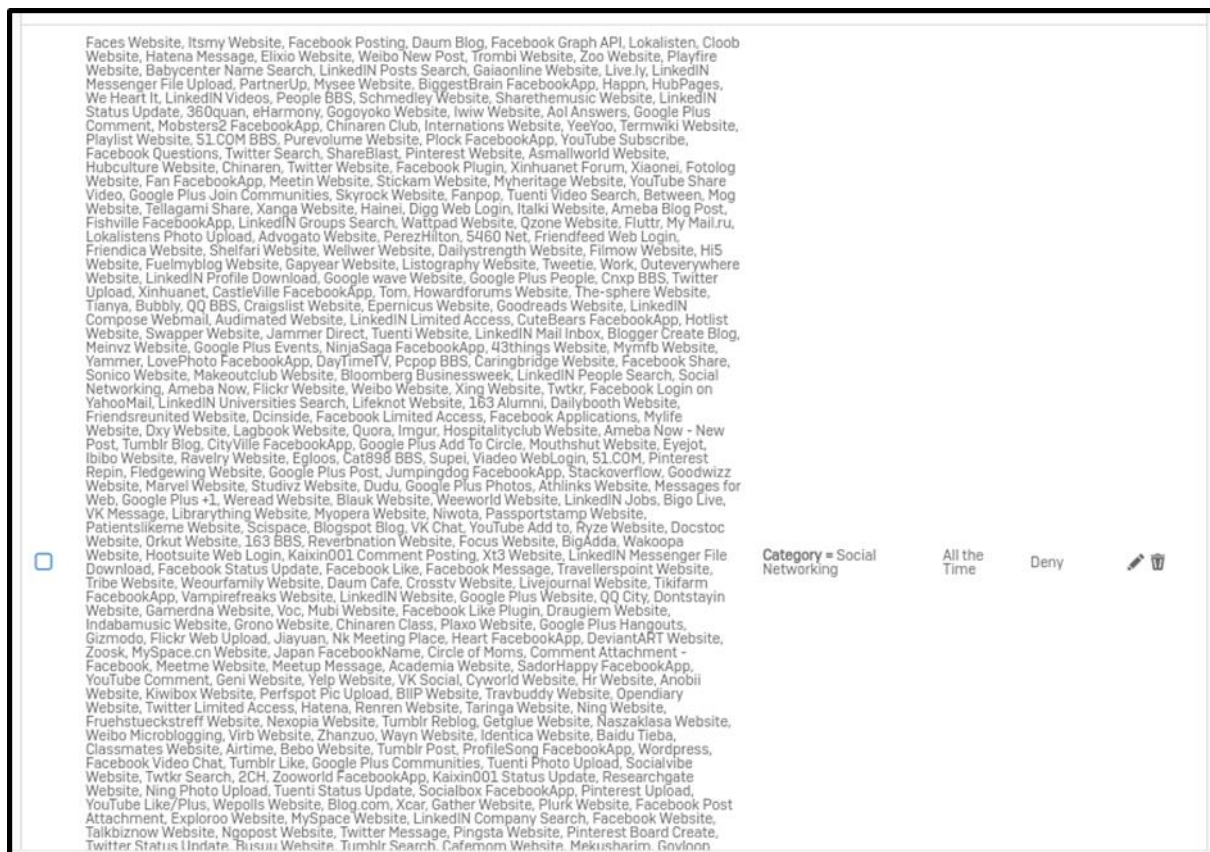 Faces Website, Itsmy Website, Facebook Posting, Daum Blog, Facebook Graph API, Lokalisten, Cloob
Website, Hatena Message, Elixio Website, Weibo New Post, Trombi Website, Zoo Website, Playfire
Website, Babycenter Name Search, LinkedIN Posts Search, Gaiaonline Website, Live.ly, LinkedIN
Messenger File Upload, PartnerUp, Mysee Website, BiggestBrain FacebookApp, Happn, HubPages,
We Heart It, LinkedIN Videos, People BBS, Schmedley Website, Sharethemusic Website, LinkedIN
Status Update, 360quan, eHarmony, Gogoyoko Website, Iwiw Website, Aol Answers, Google Plus
Comment, Mobsters2 FacebookApp, Chinaren Club, Internations Website, YeeYoo, Termwiki Website,
Playlist Website, 51.COM BBS, Purevolume Website, Plock FacebookApp, YouTube Subscribe,
Facebook Questions, Twitter Search, ShareBlast, Pinterest Website, Asmallworld Website,
Hubculture Website, Chinaren, Twitter Website, Facebook Plugin, Xinhuanet Forum, Xiaonei, Fotolog
Website, Fan FacebookApp, Meetin Website, Stickam Website, Myheritage Website, YouTube Share
Video, Google Plus Join Communities, Skyrock Website, Fanpop, Tuenti Video Search, Between, Mog
Website, Tellagami Share, Xanga Website, Hainei, Digg Web Login, Italki Website, Ameba Blog Post,
Fishville FacebookApp, LinkedIN Groups Search, Wattpad Website, Qzone Website, Fluttr, My Mail.ru,
Lokalistens Photo Upload, Advogato Website, PerezHilton, 5460 Net, Friendfeed Web Login,
Friendica Website, Shelfari Website, Wellwer Website, Dailystrength Website, Filmow Website, Hi5
Website, Fuelmyblog Website, Gapyear Website, Listography Website, Tweetie, Work, Outeverywhere
Website, LinkedIN Profile Download, Google wave Website, Google Plus People, Cnxp BBS, Twitter
Upload, Xinhuanet, CastleVille FacebookApp, Tom, Howardforums Website, The-sphere Website,
Tianya, Bubbly, QQ BBS, Craigslist Website, Epernicus Website, Goodreads Website, LinkedIN
Compose Webmail, Audimated Website, LinkedIN Limited Access, CuteBears FacebookApp, Hotlist
Website, Swapper Website, Jammer Direct, Tuenti Website, LinkedIN Mail Inbox, Blogger Create Blog,
Meinvz Website, Google Plus Events, NinjaSaga FacebookApp, 43things Website, Mymfb Website,
Yammer, LovePhoto FacebookApp, DayTimeTV, Pcpop BBS, Caringbridge Website, Facebook Share,
Sonico Website, Makeoutclub Website, Bloomberg Businessweek, LinkedIN People Search, Social
Networking, Ameba Now, Flickr Website, Weibo Website, Xing Website, Twtkr, Facebook Login on
YahooMail, LinkedIN Universities Search, Lifeknot Website, 163 Alumni, Dailybooth Website,
Friendsreunited Website, Dcinside, Facebook Limited Access, Facebook Applications, Mylife
Website, Dxy Website, Lagbook Website, Quora, Imgur, Hospitalityclub Website, Ameba Now - New
Post, Tumblr Blog, CityVille FacebookApp, Google Plus Add To Circle, Mouthshut Website, Eyejot,
Ibibo Website, Ravelry Website, Egloos, Cat898 BBS, Supei, Viadeo WebLogin, 51.COM, Pinterest
Repin, Fledgewing Website, Google Plus Post, Jumpingdog FacebookApp, Stackoverflow, Goodwizz
Website, Marvel Website, Studivz Website, Dudu, Google Plus Photos, Athlinks Website, Messages for
Web, Google Plus +1, Weread Website, Blauk Website, Weeworld Website, LinkedIN Jobs, Bigo Live,
VK Message, Librarything Website, Myopera Website, Niwota, Passportstamp Website,
Patientslikeme Website, Scispace, Blogspot Blog, VK Chat, YouTube Add to, Ryze Website, Docstoc
Website, Orkut Website, 163 BBS, Reverbnation Website, Focus Website, BigAdda, Wakoopa
Website, Hootsuite Web Login, Kaixin001 Comment Posting, Xt3 Website, LinkedIN Messenger File
Download, Facebook Status Update, Facebook Like, Facebook Message, Travellerspoint Website,
Tribe Website, Weourfamily Website, Daum Cafe, Crosstv Website, Livejournal Website, Tikifarm
FacebookApp, Vampirefreaks Website, LinkedIN Website, Google Plus Website, QQ City, Dontstayin
Website, Gamerdna Website, Voc, Mubi Website, Facebook Like Plugin, Draugiem Website,
Indabamusic Website, Grono Website, Chinaren Class, Plaxo Website, Google Plus Hangouts,
Gizmodo, Flickr Web Upload, Jiayuan, Nk Meeting Place, Heart FacebookApp, DeviantART Website,
Zoosk, MySpace.cn Website, Japan FacebookName, Circle of Moms, Comment Attachment -
Facebook, Meetme Website, Meetup Message, Academia Website, SadorHappy FacebookApp,
YouTube Comment, Geni Website, Yelp Website, VK Social, Cyworld Website, Hr Website, Anobii
Website, Kiwibox Website, Perfspot Pic Upload, BIIP Website, Travbuddy Website, Opendiary
Website, Twitter Limited Access, Hatena, Renren Website, Taringa Website, Ning Website,
Fruehstueckstreff Website, Nexopia Website, Tumblr Reblog, Getglue Website, Naszaklasa Website,
Weibo Microblogging, Virb Website, Zhanzuo, Wayn Website, Identica Website, Baidu Tieba,
Classmates Website, Airtime, Bebo Website, Tumblr Post, ProfileSong FacebookApp, Wordpress,
Facebook Video Chat, Tumblr Like, Google Plus Communities, Tuenti Photo Upload, Socialvibe
Website, Twtkr Search, 2CH, Zooworld FacebookApp, Kaixin001 Status Update, Researchgate
Website, Ning Photo Upload, Tuenti Status Update, Socialbox FacebookApp, Pinterest Upload,
YouTube Like/Plus, Wepolls Website, Blog.com, Xcar, Gather Website, Plurk Website, Facebook Post
Attachment, Exploroo Website, MySpace Website, LinkedIN Company Search, Facebook Website,
Talkbiznow Website, Ngopost Website, Twitter Message, Pingsta Website, Pinterest Board Create,
Twitter Status Update, Busuu Website, Tumblr Search, Cafemom Website, Mekusharim, Govloop
Category = Social
Networking
All the
Time
Deny